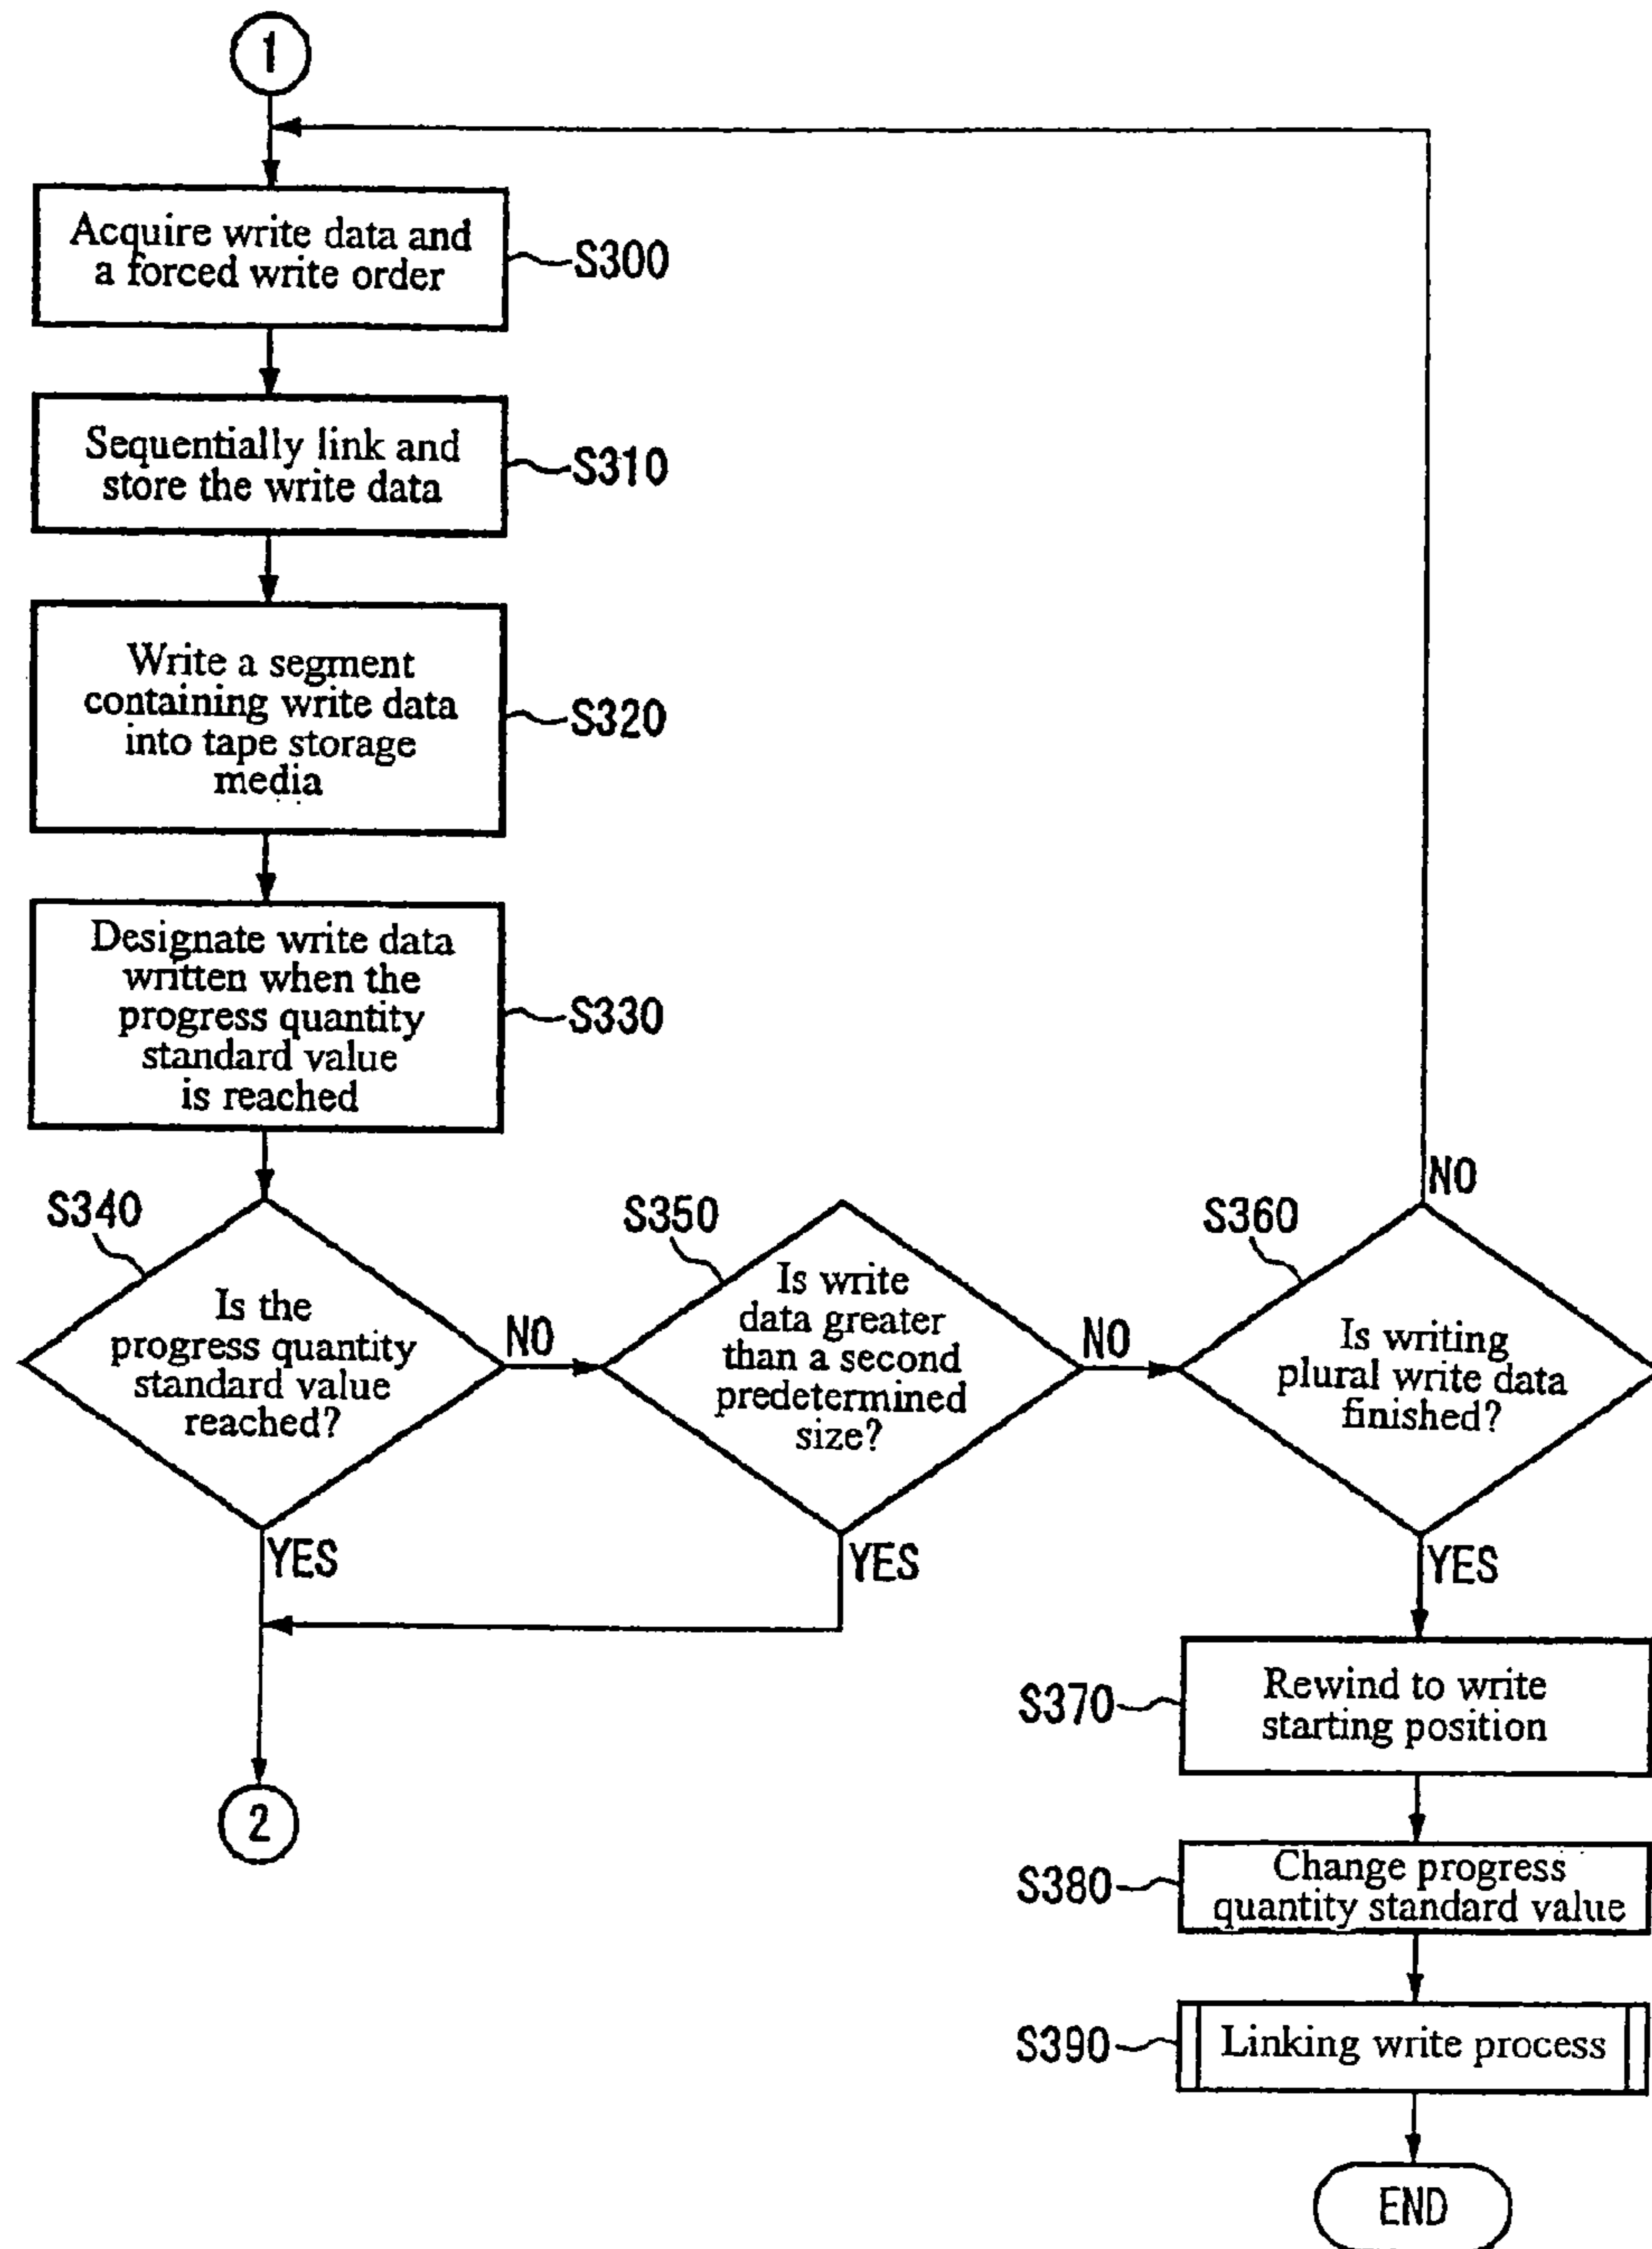 1
Acquire write data and
a forced write order
S300
Sequentially link and
store the write data
S310
Write a segment
containing write data
into tape storage
media
S320
Designate write data
written when the
progress quantity
standard value
is reached
S330
S340
Is the
progress quantity
standard value
reached?
NO
YES
S350
Is write
data greater
than a second
predetermined
size?
NO
YES
S360
Is writing
plural write data
finished?
NO
YES
2
S370
Rewind to write
starting position
S380
Change progress
quantity standard value
S390
Linking write process
END